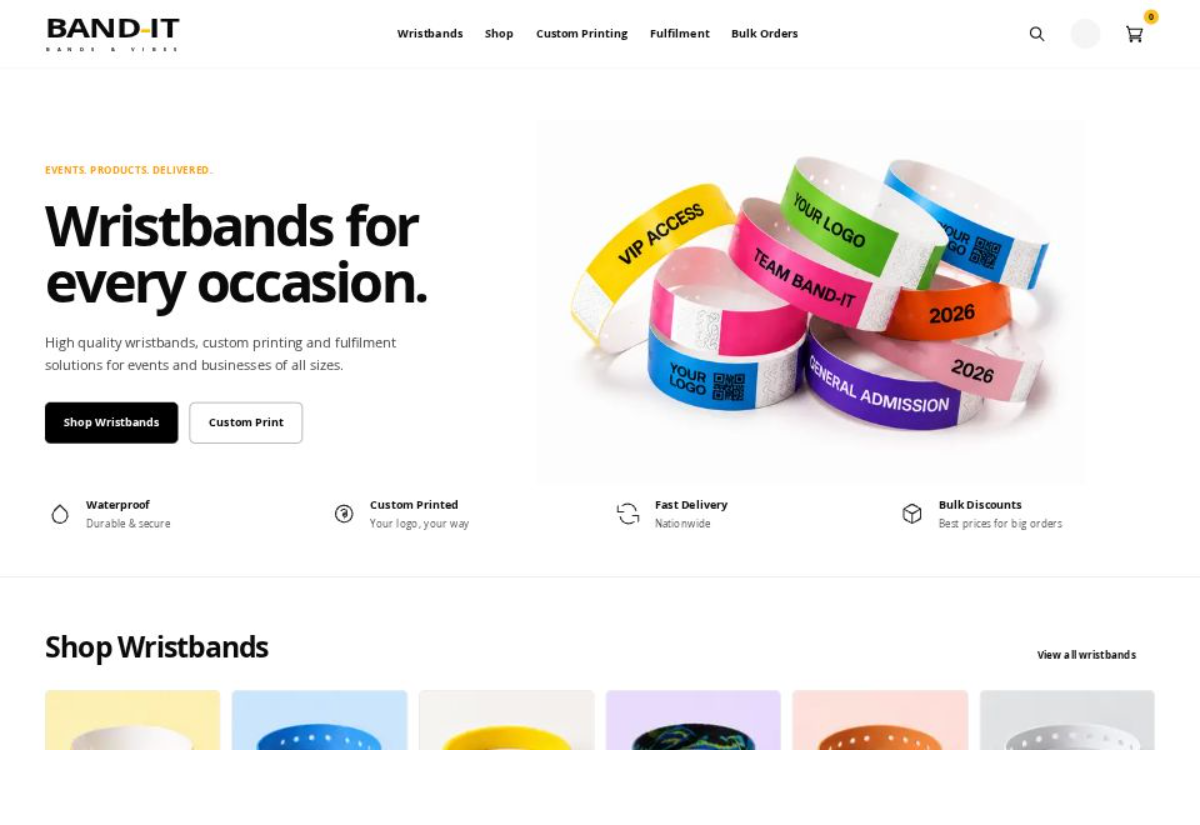 BAND-IT
BANDS & VIBES
Wristbands
Shop
Custom Printing
Fulfilment
Bulk Orders
0
EVENTS. PRODUCTS. DELIVERED.
Wristbands for
every occasion.
High quality wristbands, custom printing and fulfilment
solutions for events and businesses of all sizes.
Shop Wristbands
Custom Print
VIP ACCESS
YOUR LOGO
TEAM BAND-IT
2026
2026
YOUR
LOGO
GENERAL ADMISSION
Waterproof
Durable & secure
Custom Printed
Your logo, your way
Fast Delivery
Nationwide
Bulk Discounts
Best prices for big orders
Shop Wristbands
View all wristbands